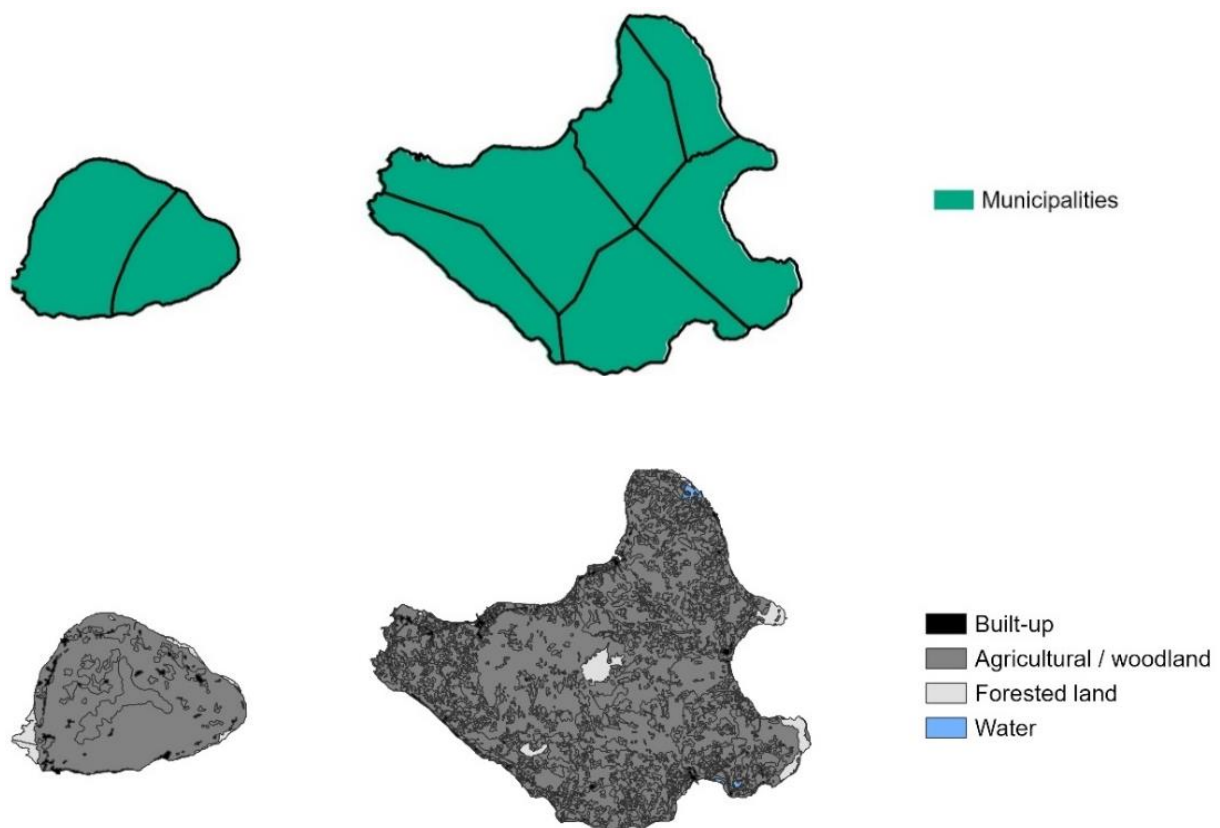 Municipalities
Built-up
Agricultural / woodland
Forested land
Water